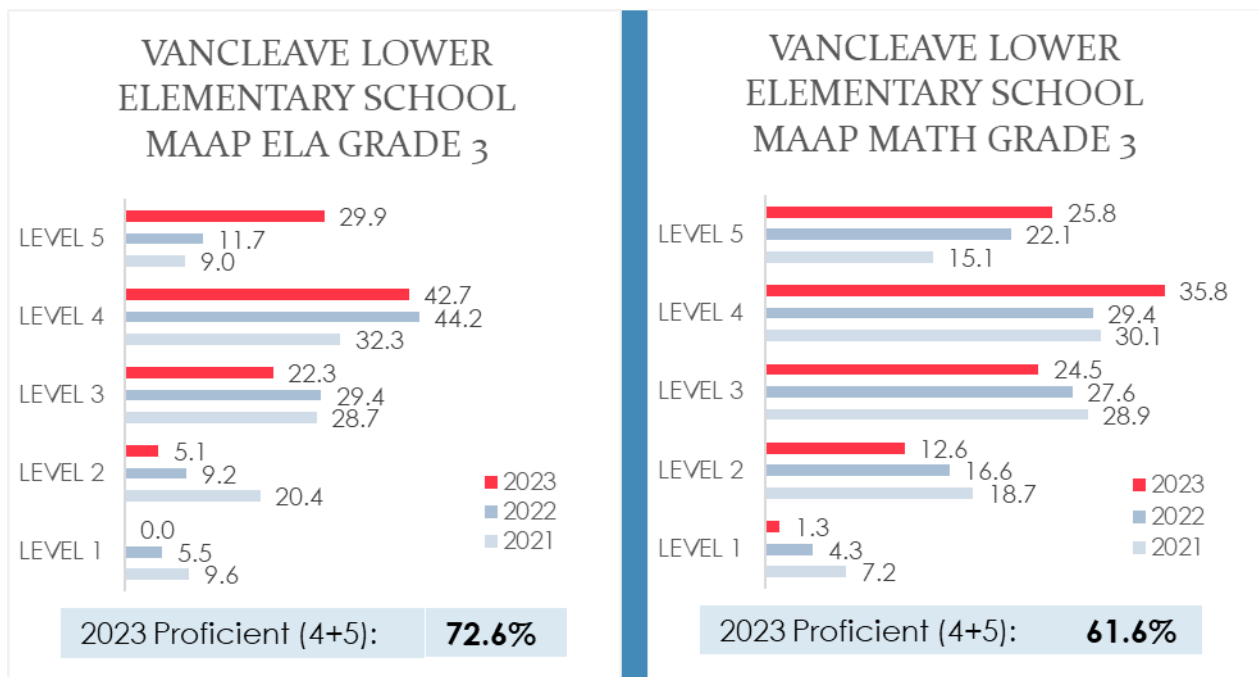 VANCLEAVE LOWER
ELEMENTARY SCHOOL
MAAP ELA GRADE 3
LEVEL 5
29.9
11.7
9.0
LEVEL 4
42.7
44.2
32.3
LEVEL 3
22.3
29.4
28.7
LEVEL 2
5.1
9.2
20.4
LEVEL 1
0.0
5.5
9.6
2023
2022
2021
2023 Proficient (4+5): 72.6%
VANCLEAVE LOWER
ELEMENTARY SCHOOL
MAAP MATH GRADE 3
LEVEL 5
25.8
22.1
15.1
LEVEL 4
35.8
29.4
30.1
LEVEL 3
24.5
27.6
28.9
LEVEL 2
12.6
16.6
18.7
LEVEL 1
1.3
4.3
7.2
2023
2022
2021
2023 Proficient (4+5): 61.6%